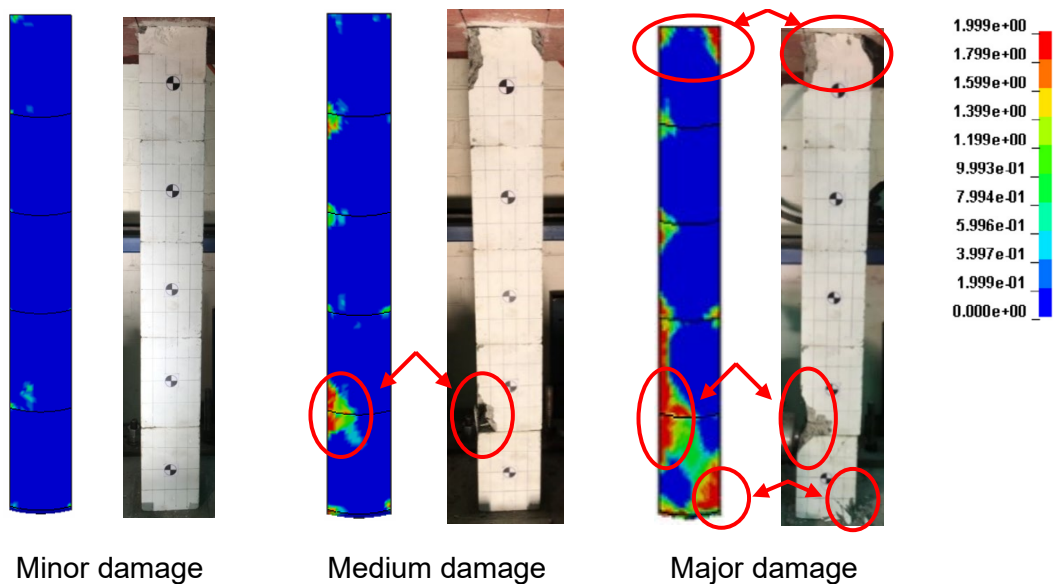 1.999e+00
1.799e+00
1.599e+00
1.399e+00
1.199e+00
9.993e-01
7.994e-01
5.996e-01
3.997e-01
1.999e-01
0.000e+00
Minor damage Medium damage Major damage